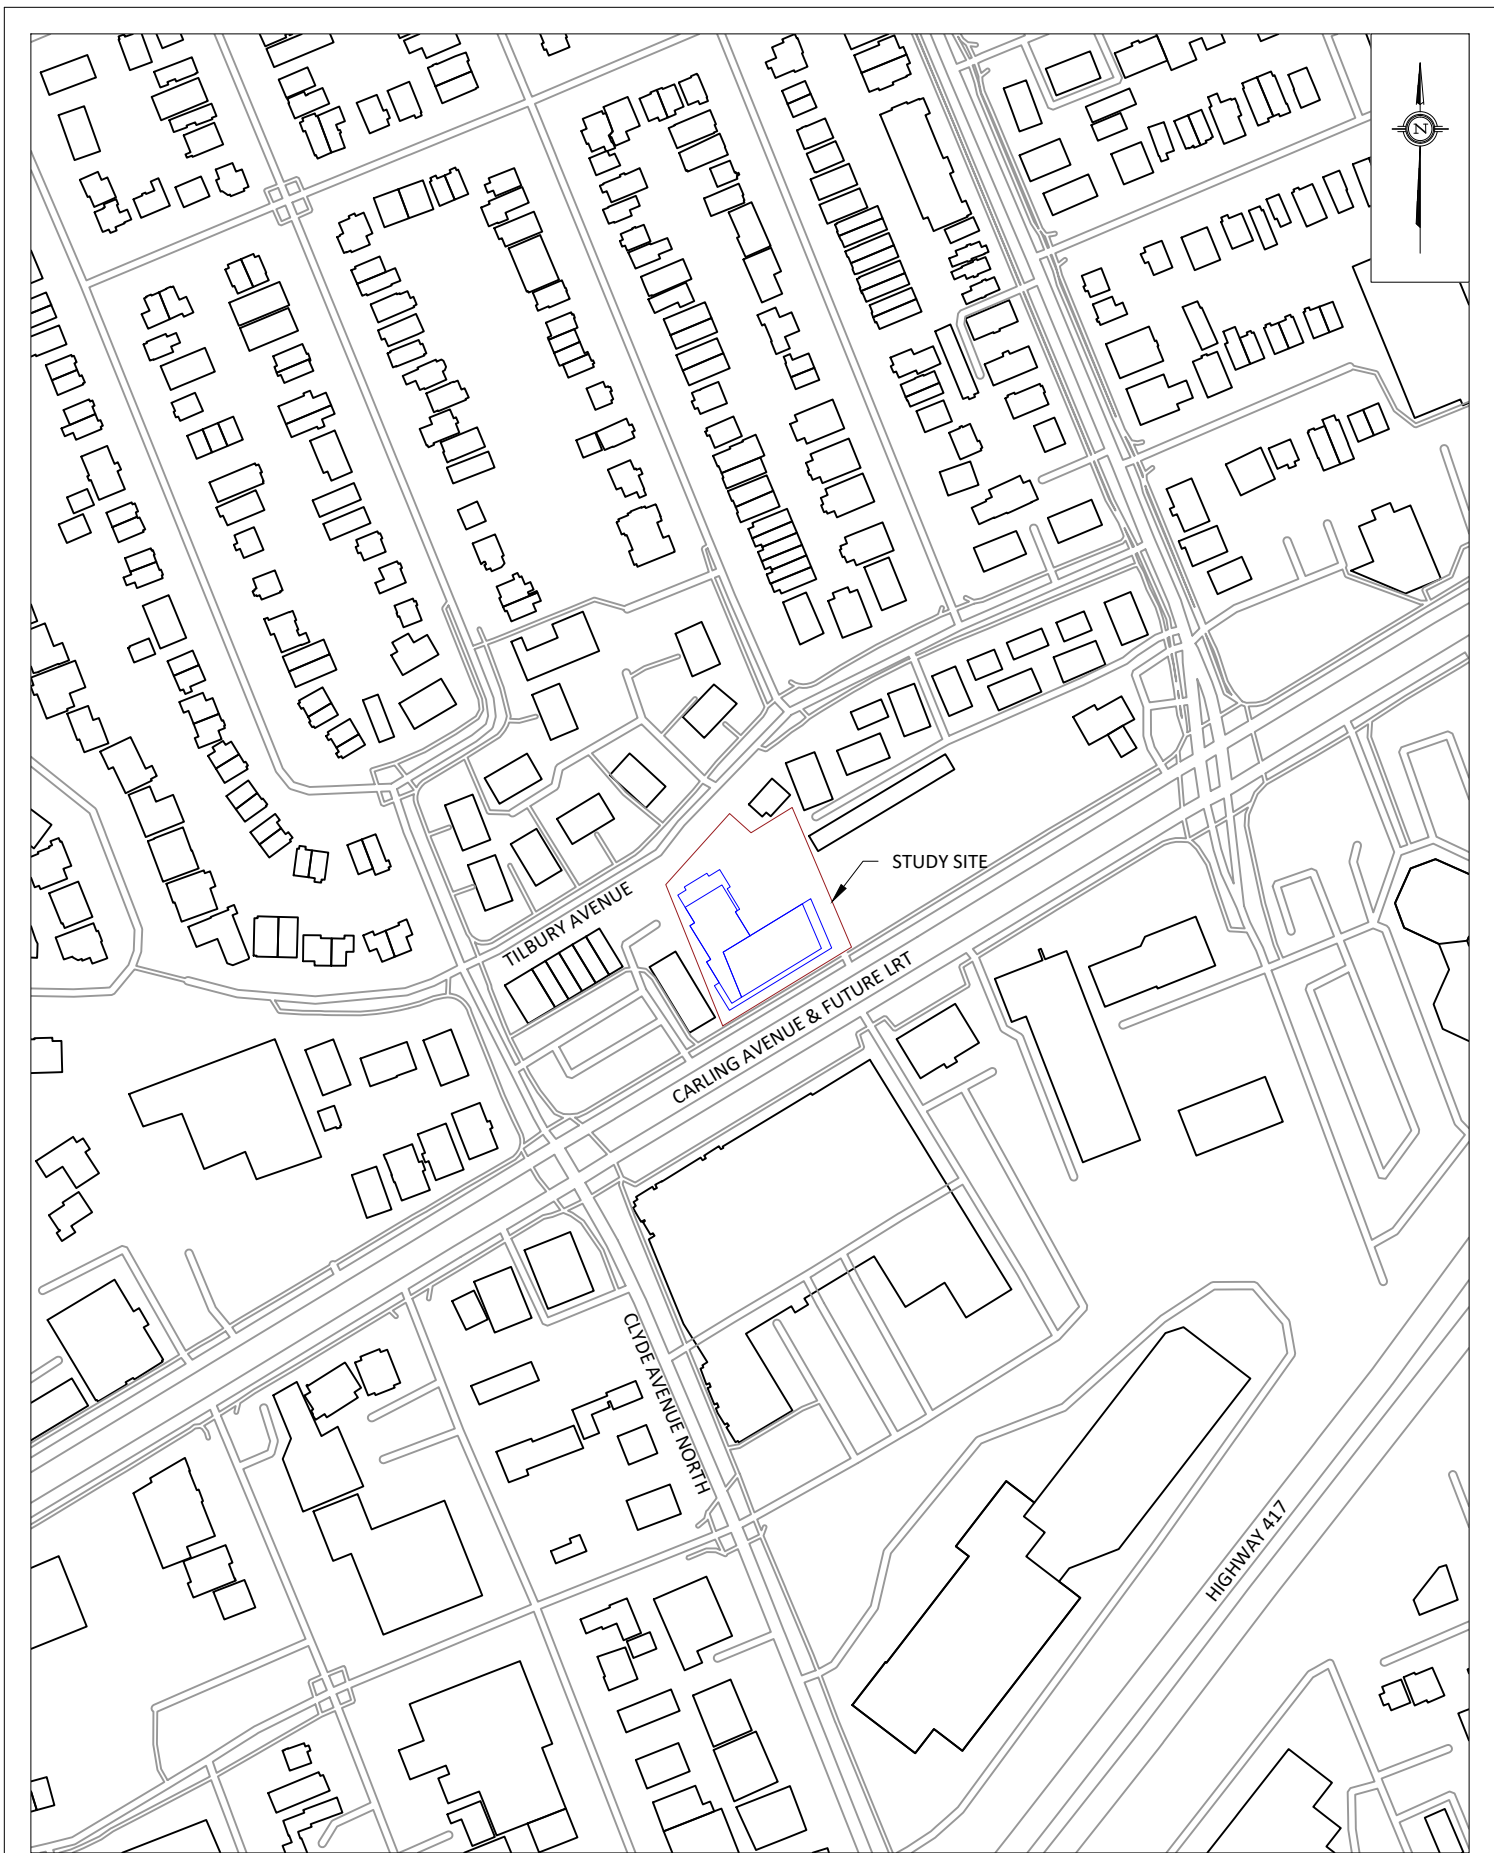 N
STUDY SITE
TILBURY AVENUE
CARLING AVENUE & FUTURE LRT
CLYDE AVENUE NORTH
HIGHWAY 417